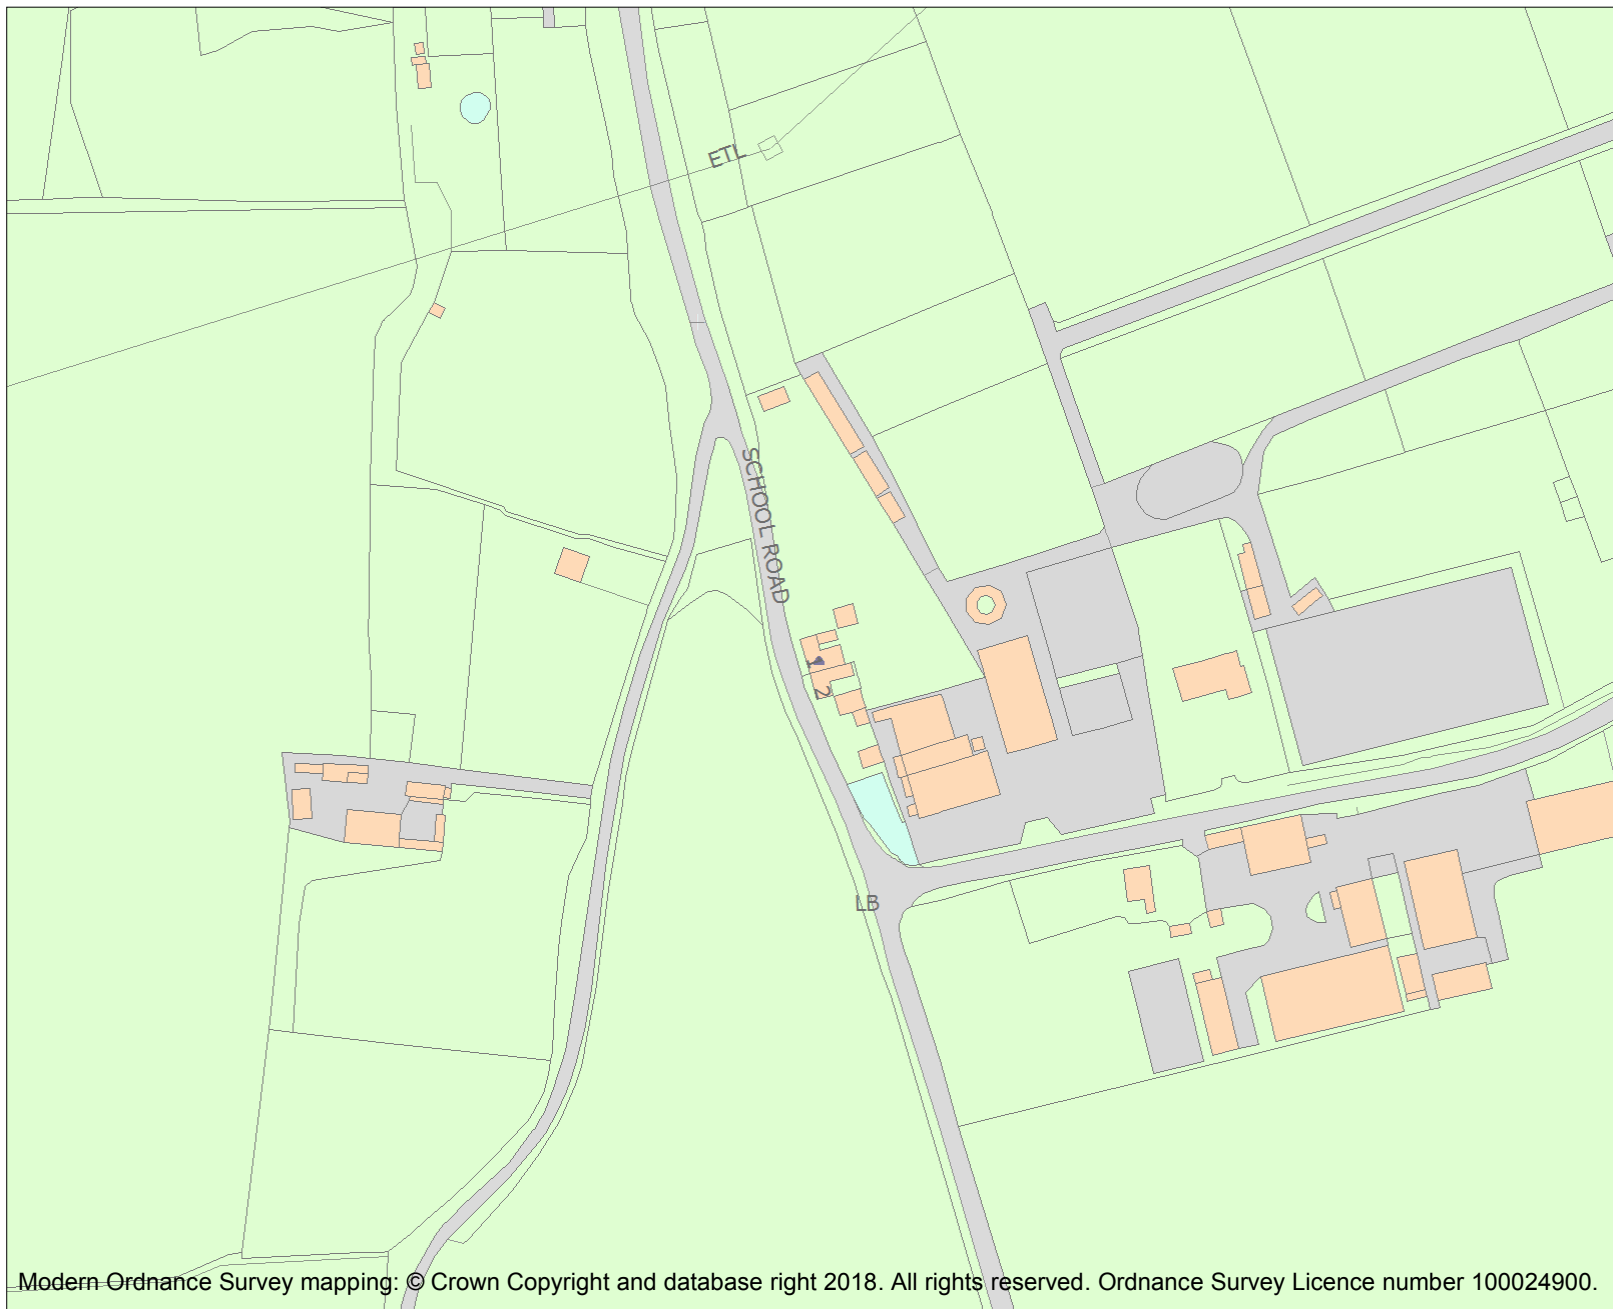 ETL
SCHOOL ROAD
1
2
LB
Modern Ordnance Survey mapping: © Crown Copyright and database right 2018. All rights reserved. Ordnance Survey Licence number 100024900.